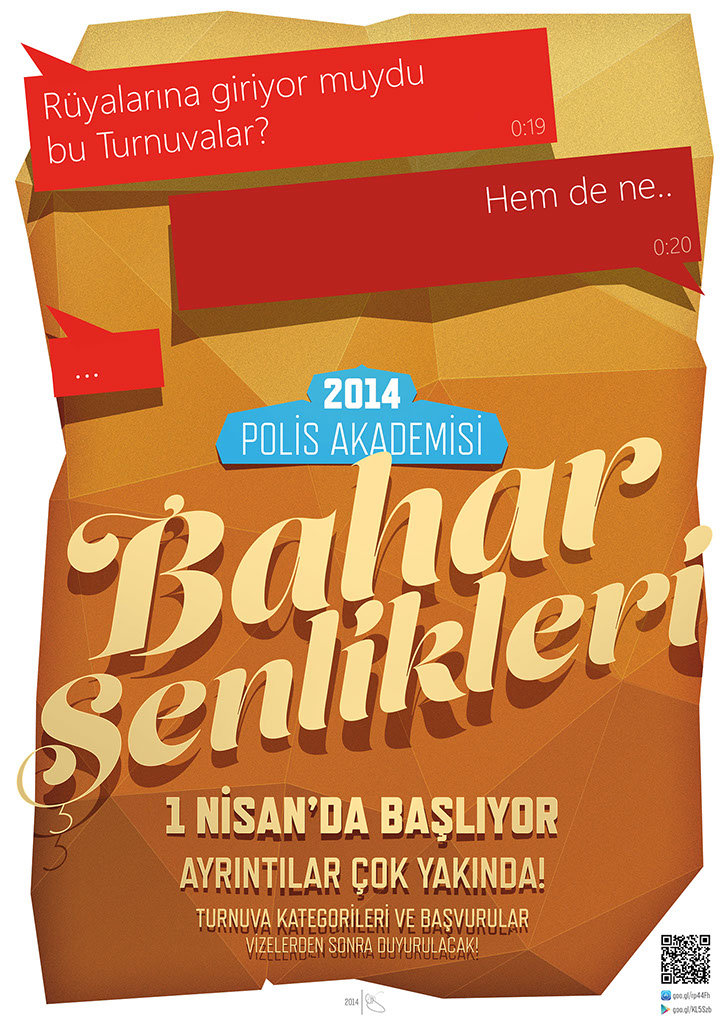 Rüyalarına giriyor muydu
bu Turnuvalar?
0:19
Hem de ne..
0:20
...
2014
POLİS AKADEMİSİ
Bahar
Şenlikleri
1 NİSAN'DA BAŞLIYOR
AYRINTILAR ÇOK YAKINDA!
TURNUVA KATEGORİLERİ VE BAŞVURULAR
VİZELERDEN SONRA DUYURULACAK!
2014
goo.gl/ip44Fh
goo.gl/KL5Szb